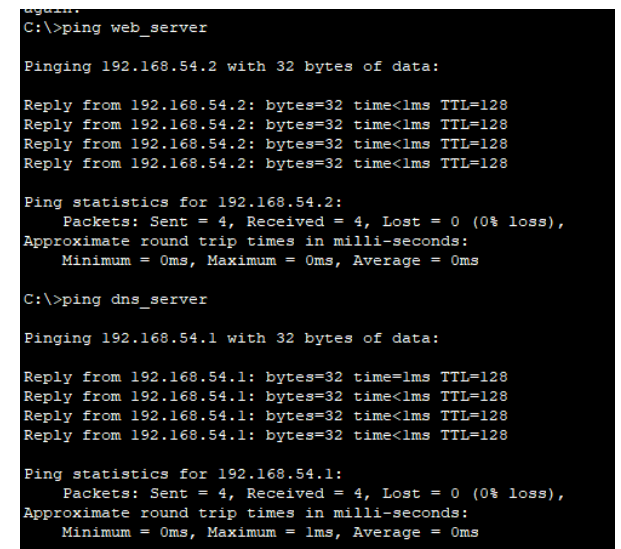 again.
C:\>ping web_server
Pinging 192.168.54.2 with 32 bytes of data:
Reply from 192.168.54.2: bytes=32 time<1ms TTL=128
Reply from 192.168.54.2: bytes=32 time<1ms TTL=128
Reply from 192.168.54.2: bytes=32 time<1ms TTL=128
Reply from 192.168.54.2: bytes=32 time<1ms TTL=128
Ping statistics for 192.168.54.2:
Packets: Sent = 4, Received = 4, Lost = 0 (0% loss),
Approximate round trip times in milli-seconds:
Minimum = 0ms, Maximum = 0ms, Average = 0ms
C:\>ping dns_server
Pinging 192.168.54.1 with 32 bytes of data:
Reply from 192.168.54.1: bytes=32 time=1ms TTL=128
Reply from 192.168.54.1: bytes=32 time<1ms TTL=128
Reply from 192.168.54.1: bytes=32 time<1ms TTL=128
Reply from 192.168.54.1: bytes=32 time<1ms TTL=128
Ping statistics for 192.168.54.1:
Packets: Sent = 4, Received = 4, Lost = 0 (0% loss),
Approximate round trip times in milli-seconds:
Minimum = 0ms, Maximum = 1ms, Average = 0ms